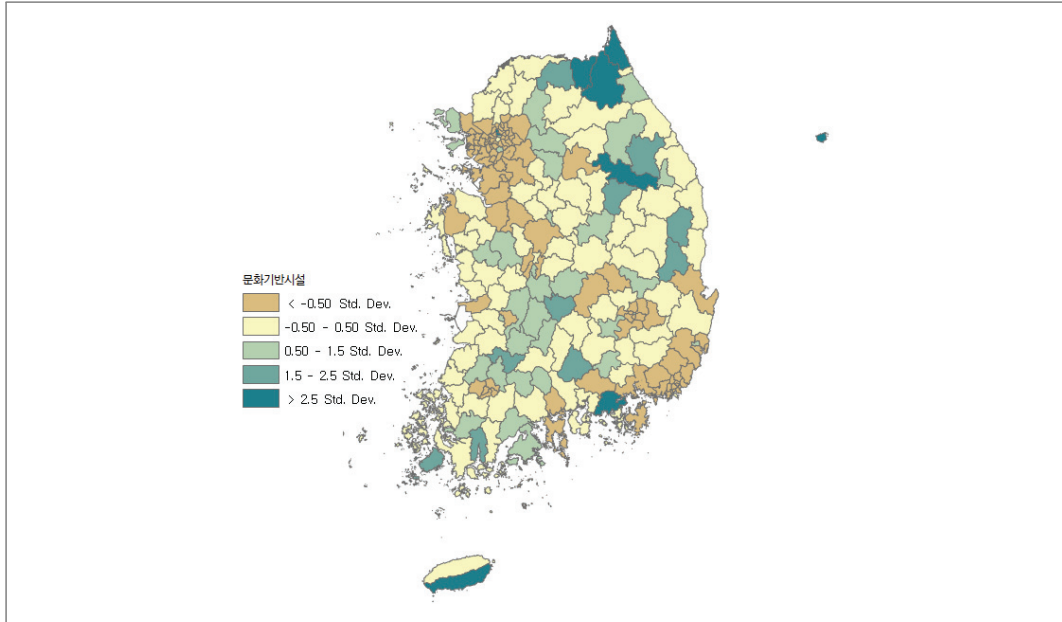 문화기반시설
< -0.50 Std. Dev.
-0.50 - 0.50 Std. Dev.
0.50 - 1.5 Std. Dev.
1.5 - 2.5 Std. Dev.
> 2.5 Std. Dev.